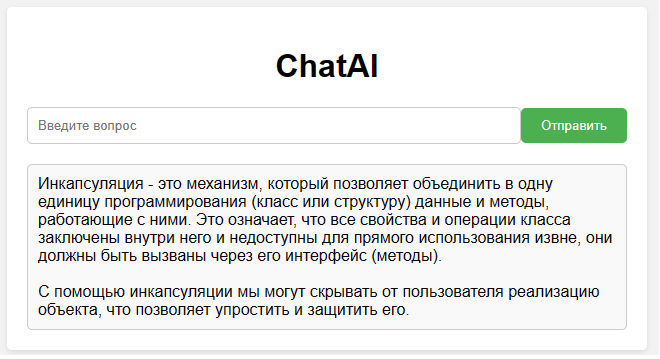 ChatAI
Введите вопрос
Отправить
Инкапсуляция - это механизм, который позволяет объединить в одну
единицу программирования (класс или структуру) данные и методы,
работающие с ними. Это означает, что все свойства и операции класса
заключены внутри него и недоступны для прямого использования извне, они
должны быть вызваны через его интерфейс (методы).
С помощью инкапсуляции мы могут скрывать от пользователя реализацию
объекта, что позволяет упростить и защитить его.